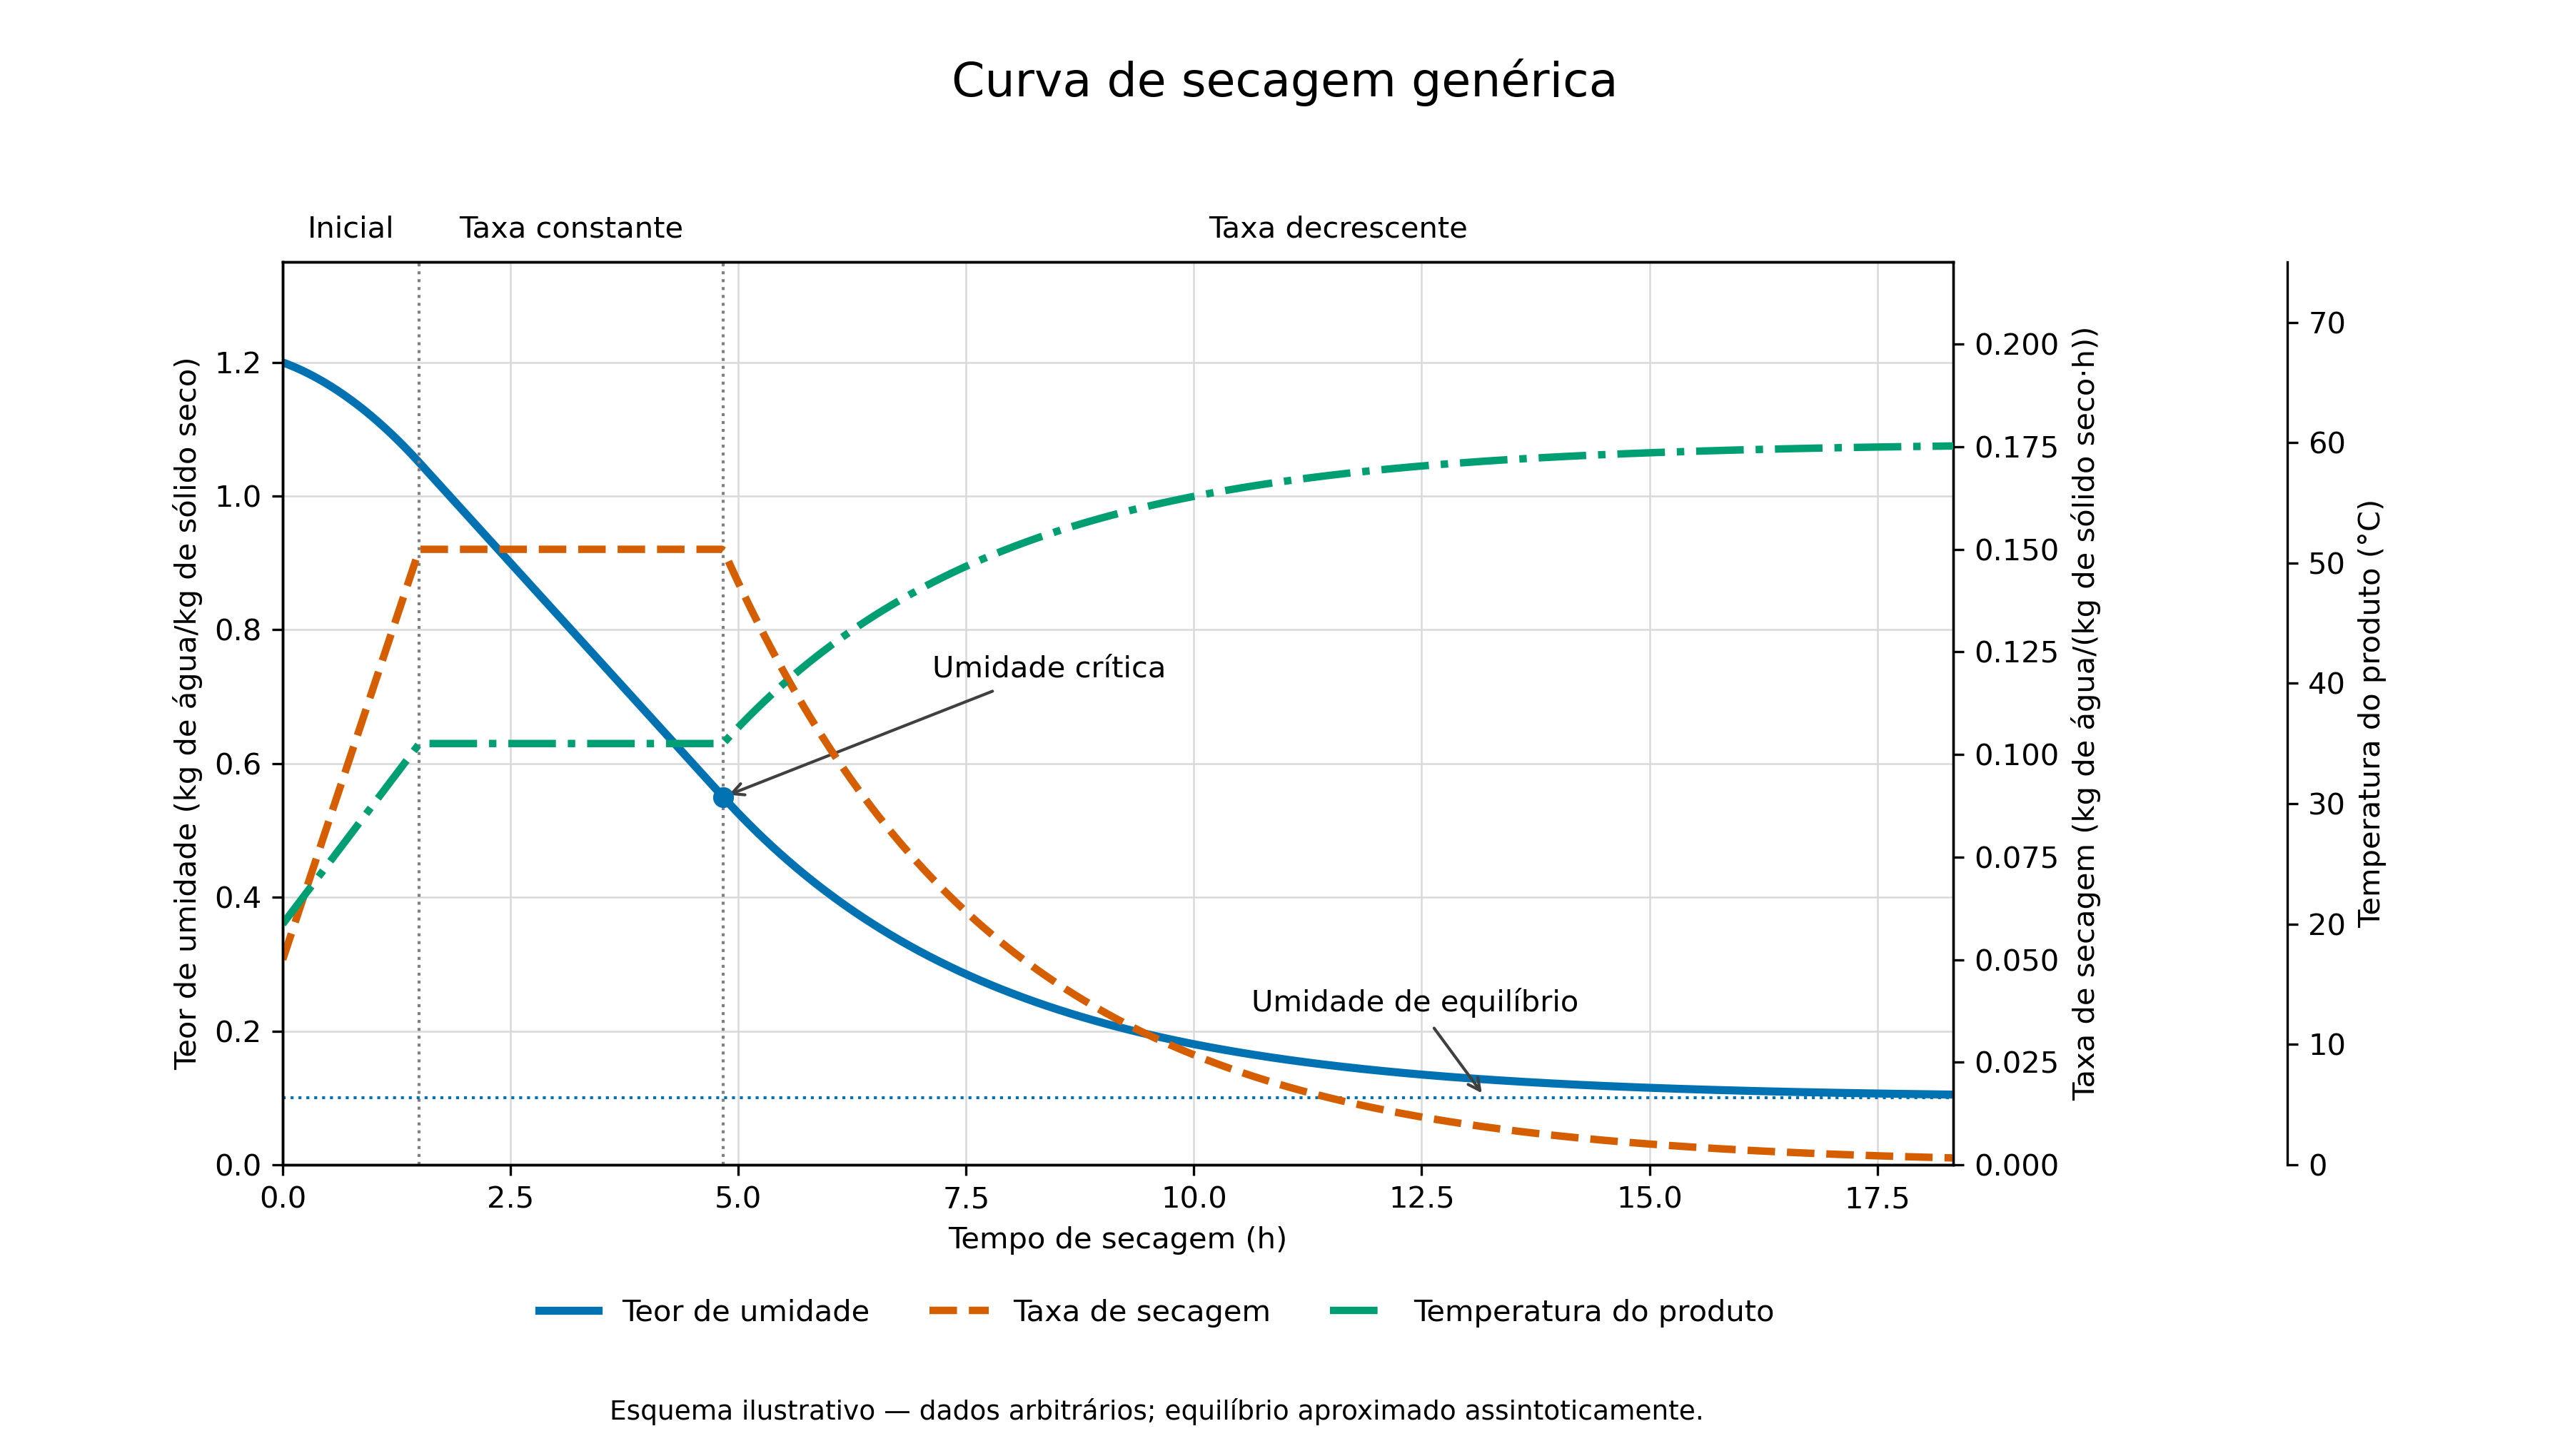 Curva de secagem genérica
Inicial
Taxa constante
Taxa decrescente
Teor de umidade (kg de água/kg de sólido seco)
1.2
1.0
0.8
0.6
0.4
0.2
0.0
Umidade crítica
Umidade de equilíbrio
0.200
0.175
0.150
0.125
0.100
0.075
0.050
0.025
0.000
Taxa de secagem (kg de água/(kg de sólido seco·h))
70
60
50
40
30
20
10
0
Temperatura do produto (°C)
0.0
2.5
5.0
7.5
10.0
12.5
15.0
17.5
Tempo de secagem (h)
Teor de umidade
Taxa de secagem
Temperatura do produto
Esquema ilustrativo — dados arbitrários; equilíbrio aproximado assintoticamente.